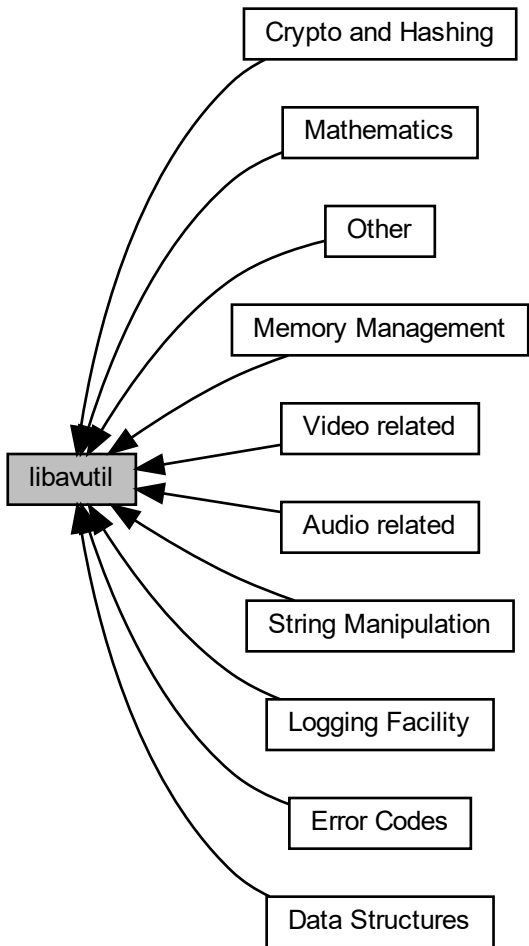 Crypto and Hashing
Mathematics
Other
Memory Management
Video related
libavutil
Audio related
String Manipulation
Logging Facility
Error Codes
Data Structures